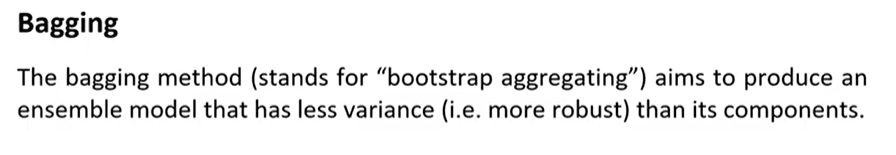 Bagging
The bagging method (stands for “bootstrap aggregating”) aims to produce an
ensemble model that has less variance (i.e. more robust) than its components.